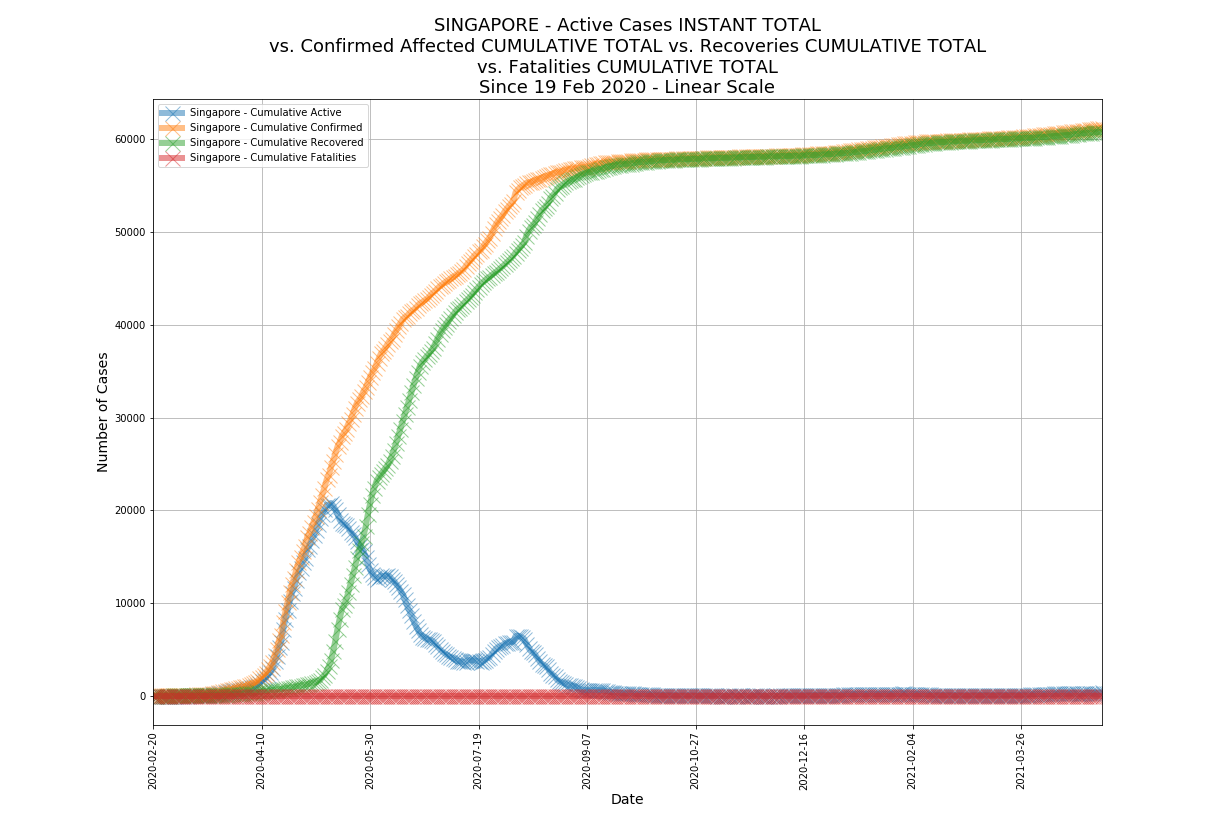 SINGAPORE - Active Cases INSTANT TOTAL
vs. Confirmed Affected CUMULATIVE TOTAL vs. Recoveries CUMULATIVE TOTAL
vs. Fatalities CUMULATIVE TOTAL
Since 19 Feb 2020 - Linear Scale
Singapore - Cumulative Active
Singapore - Cumulative Confirmed
Singapore - Cumulative Recovered
Singapore - Cumulative Fatalities
Number of Cases
60000
50000
40000
30000
20000
10000
0
2020-02-20
2020-04-10
2020-05-30
2020-07-19
2020-09-07
2020-10-27
2020-12-16
2021-02-04
2021-03-26
Date